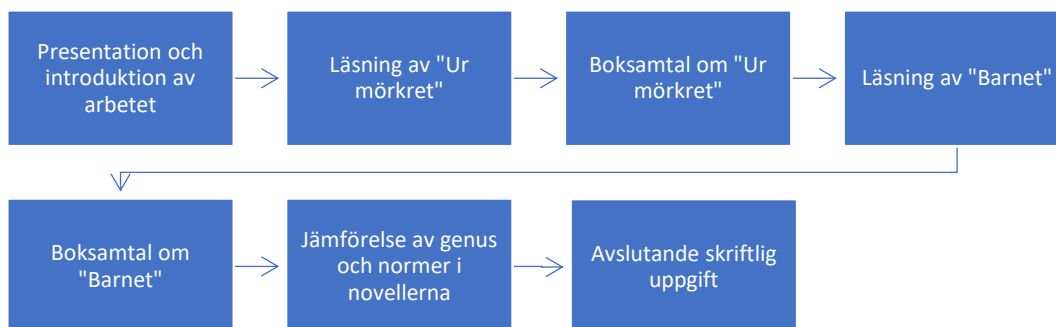 Presentation och
introduktion av
arbetet
Läsning av "Ur
mörkret"
Boksamtal om "Ur
mörkret"
Läsning av "Barnet"
Boksamtal om
"Barnet"
Jämförelse av genus
och normer i
novellerna
Avslutande skriftlig
uppgift